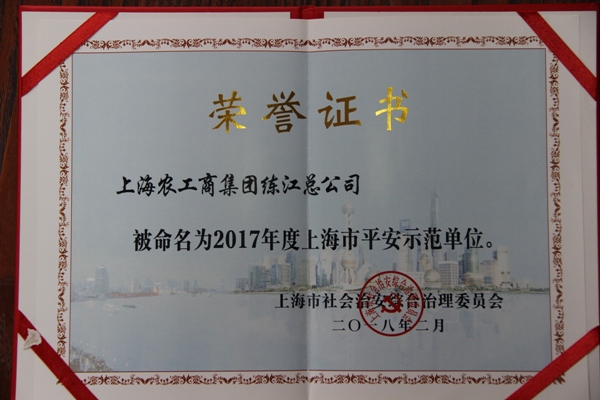 荣誉证书
上海农工商集团练江总公司
被命名为2017年度上海市平安示范单位。
上海市社会治安综合治理委员会
二〇一八年二月